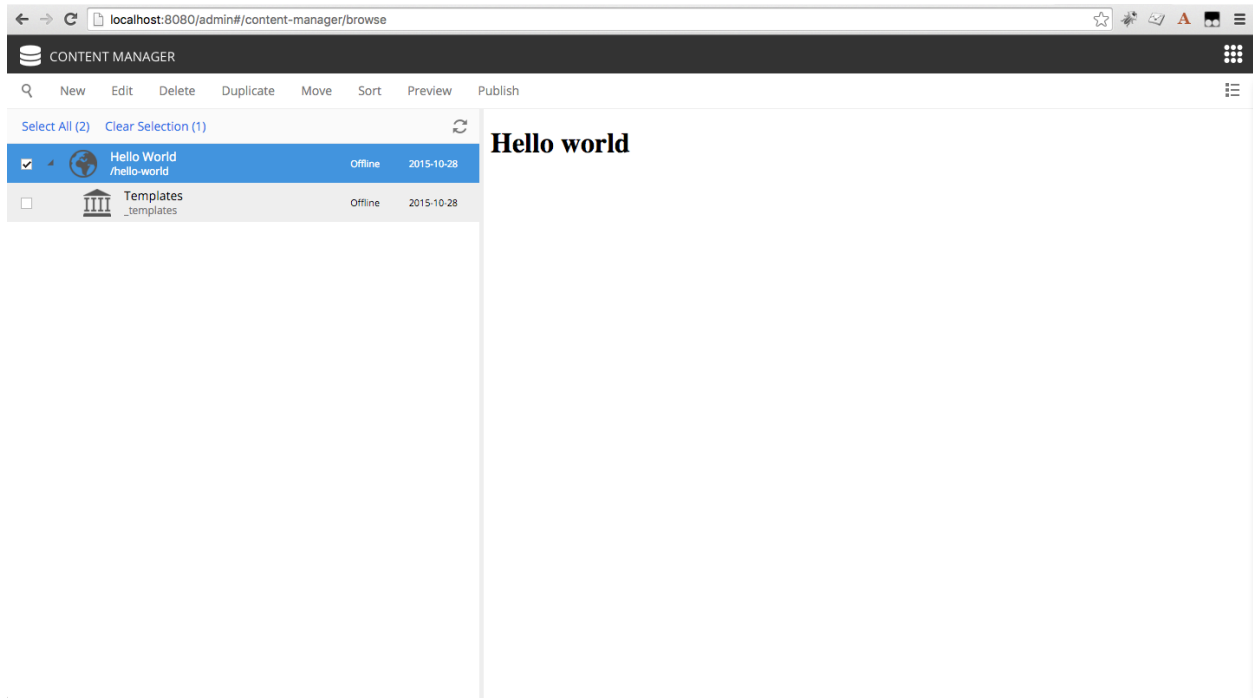 localhost:8080/admin#/content-manager/browse
A
CONTENT MANAGER
New Edit Delete Duplicate Move Sort Preview Publish
Select All (2) Clear Selection (1)
Hello World
/hello-world
Offline 2015-10-28
Templates
_templates
Offline 2015-10-28
Hello world